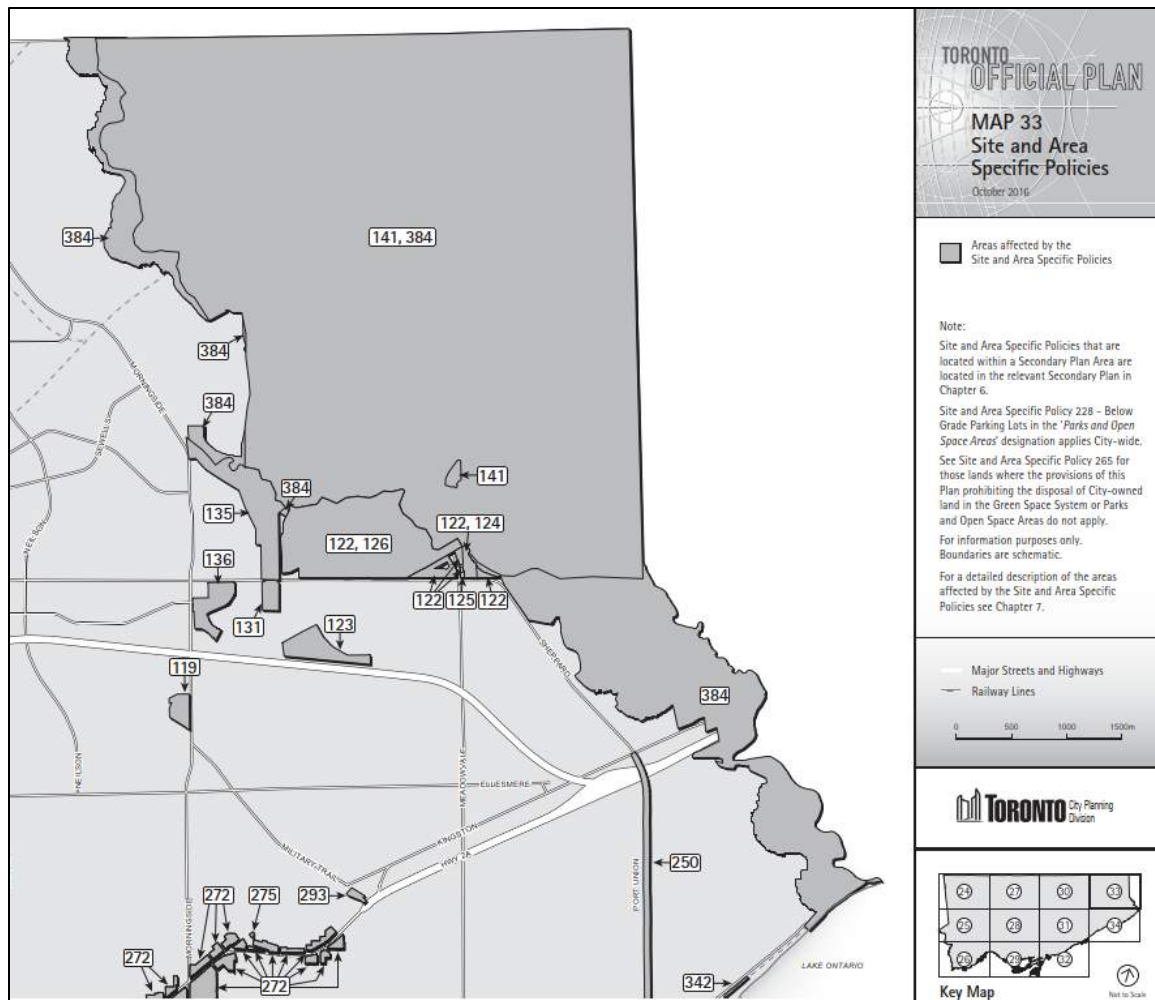 TORONTO
OFFICIAL PLAN
MAP 33
Site and Area
Specific Policies
October 2016
Areas affected by the
Site and Area Specific Policies
Note:
Site and Area Specific Policies that are
located within a Secondary Plan Area are
located in the relevant Secondary Plan in
Chapter 6.
Site and Area Specific Policy 228 - Below
Grade Parking Lots in the 'Parks and Open
Space Areas' designation applies City-wide.
See Site and Area Specific Policy 265 for
those lands where the provisions of this
Plan prohibiting the disposal of City-owned
land in the Green Space System or Parks
and Open Space Areas do not apply.
For information purposes only.
Boundaries are schematic.
For a detailed description of the areas
affected by the Site and Area Specific
Policies see Chapter 7.
Major Streets and Highways
Railway Lines
0 500 1000 1500m
TORONTO City Planning
Division
24 27 30 33
25 28 31 34
26 29 32
Key Map
Not to Scale
384
141, 384
384
MORNINGSIDE
384
SEWELLS
141
384
135
122, 124
NEILSON
122, 126
136
122 125 122
131
123
SHEPPARD
119
384
NEILSON
MEADOWVALE
ELLESMERE
KINGSTON
MILITARY TRAIL
HWY 2A
PORT UNION
250
272 275 293
MORNINGSIDE
272
272
342
LAKE ONTARIO